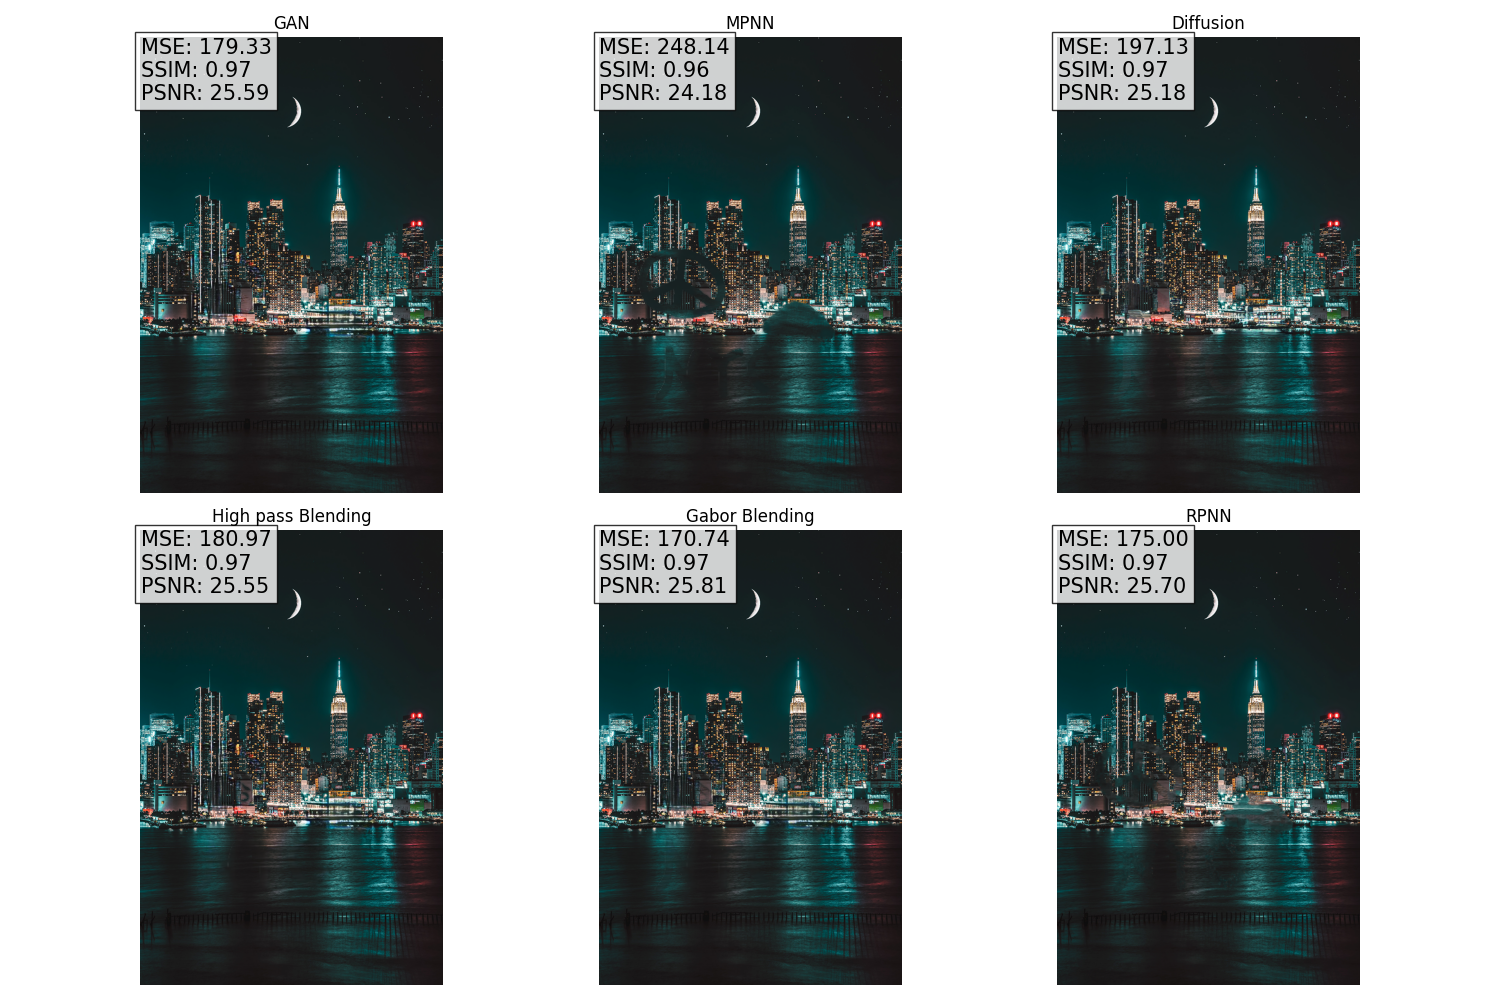 GAN
MSE: 179.33
SSIM: 0.97
PSNR: 25.59
MPNN
MSE: 248.14
SSIM: 0.96
PSNR: 24.18
Diffusion
MSE: 197.13
SSIM: 0.97
PSNR: 25.18
High pass Blending
MSE: 180.97
SSIM: 0.97
PSNR: 25.55
Gabor Blending
MSE: 170.74
SSIM: 0.97
PSNR: 25.81
RPNN
MSE: 175.00
SSIM: 0.97
PSNR: 25.70